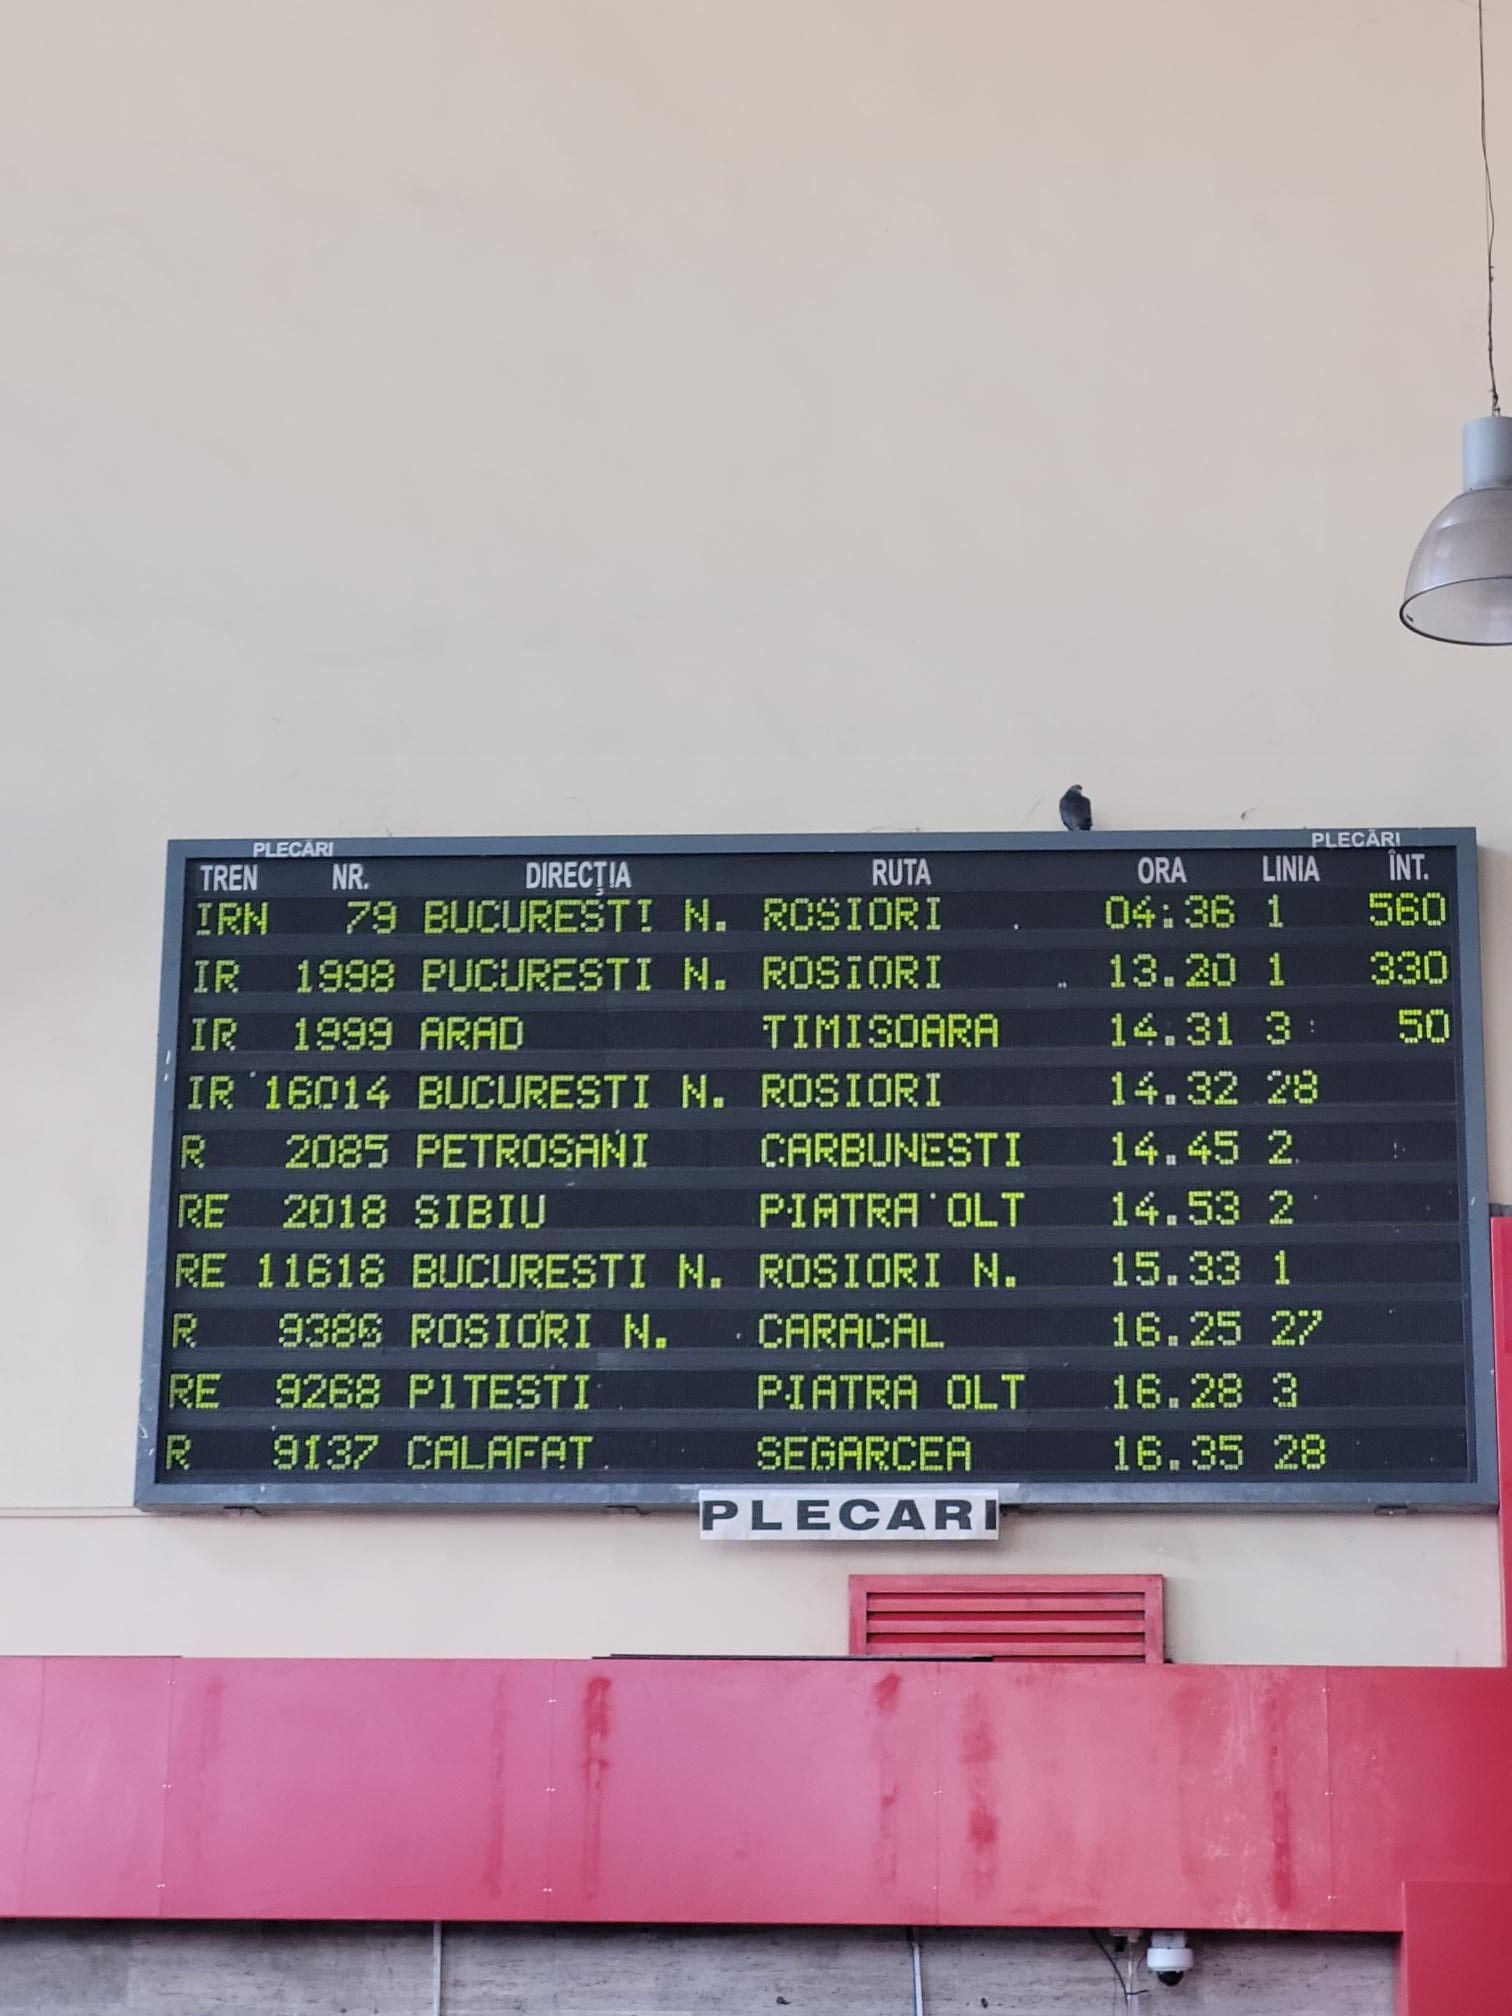 PLECĂRI PLECĂRI
TREN NR. DIRECŢIA RUTA ORA LINIA ÎNT.
IRN 79 BUCURESTI N. ROSIORI 04:36 1 560
IR 1998 PUCURESTI N. ROSIORI 13.20 1 330
IR 1999 ARAD TIMISOARA 14.31 3 50
IR 16014 BUCURESTI N. ROSIORI 14.32 28
R 2085 PETROSANI CARBUNESTI 14.45 2
RE 2018 SIBIU PIATRA OLT 14.53 2
RE 11618 BUCURESTI N. ROSIORI N. 15.33 1
R 9386 ROSIORI N. CARACAL 16.25 27
RE 9268 PITESTI PIATRA OLT 16.28 3
R 9137 CALAFAT SEGARCEA 16.35 28
PLECARI